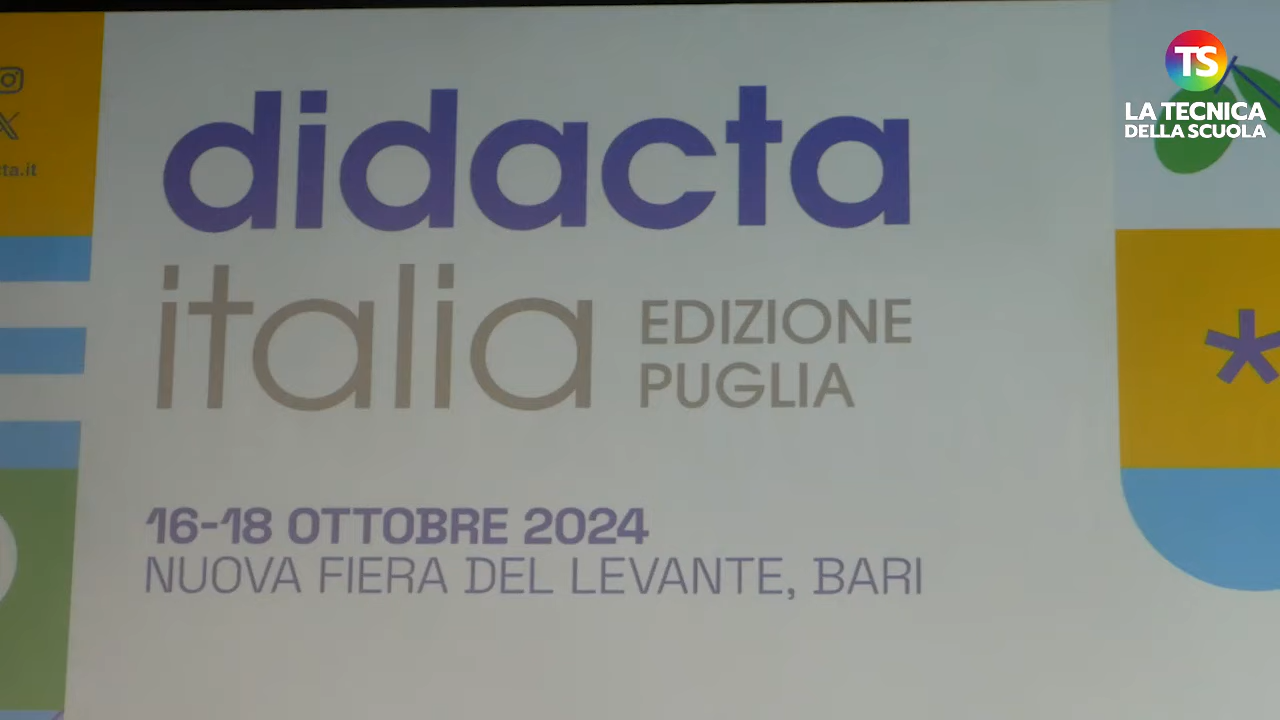 didacta
italia
EDIZIONE
PUGLIA
16-18 OTTOBRE 2024
NUOVA FIERA DEL LEVANTE, BARI
TS
LA TECNICA
DELLA SCUOLA